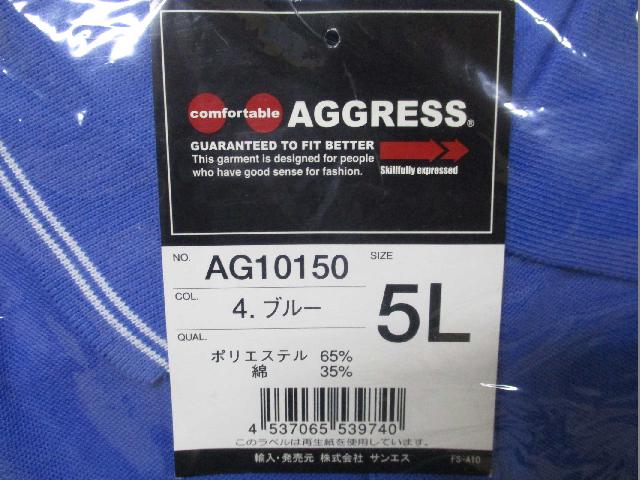 comfortable AGGRESS®
GUARANTEED TO FIT BETTER
This garment is designed for people
who have good sense for fashion.
Skillfully expressed
NO. AG10150
SIZE 5L
COL. 4. ブルー
QUAL.
ポリエステル 65%
綿 35%
4 537065 539740
このラベルは再生紙を使用しています。
輸入・発売元 株式会社 サンエス
FS-A10